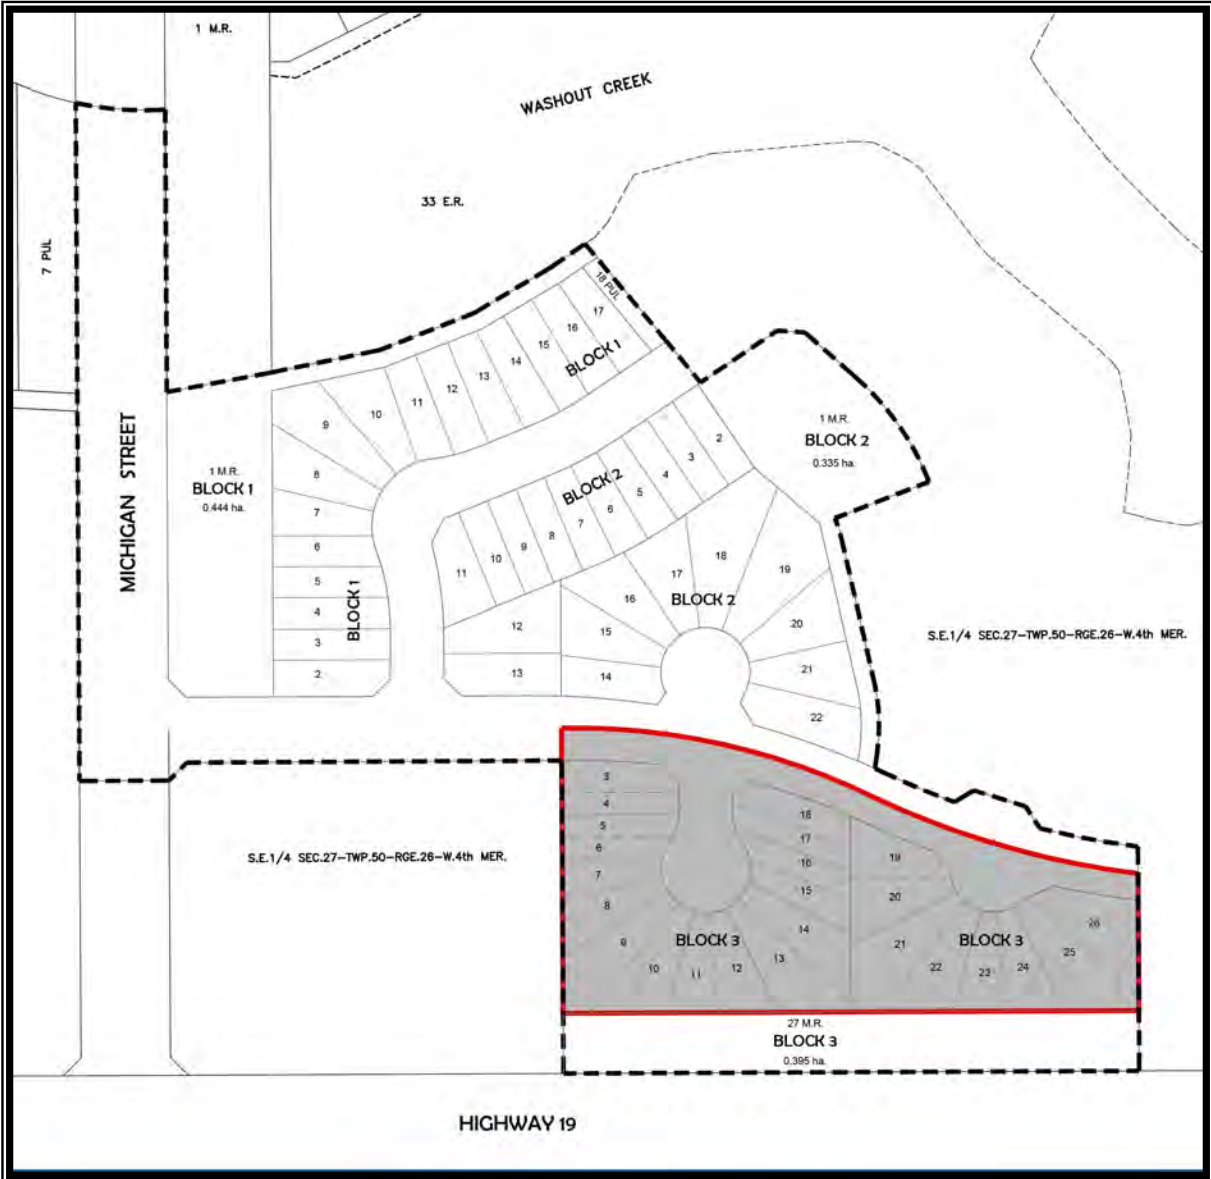 1 M.R.
WASHOUT CREEK
33 E.R.
7 PUL
MICHIGAN STREET
18 PUL
17
16
15
14
13
12
11
10
9
8
7
6
5
4
3
2
BLOCK 1
BLOCK 1
1 M.R.
BLOCK 1
0.444 ha.
1 M.R.
BLOCK 2
0.335 ha.
2
3
4
5
6
7
8
9
10
11
BLOCK 2
12
13
14
15
16
17
18
19
20
21
22
BLOCK 2
S.E.1/4 SEC.27-TWP.50-RGE.26-W.4th MER.
S.E.1/4 SEC.27-TWP.50-RGE.26-W.4th MER.
3
4
5
6
7
8
9
10
11
12
13
14
15
16
17
18
BLOCK 3
19
20
21
22
23
24
25
26
BLOCK 3
27 M.R.
BLOCK 3
0.395 ha.
HIGHWAY 19